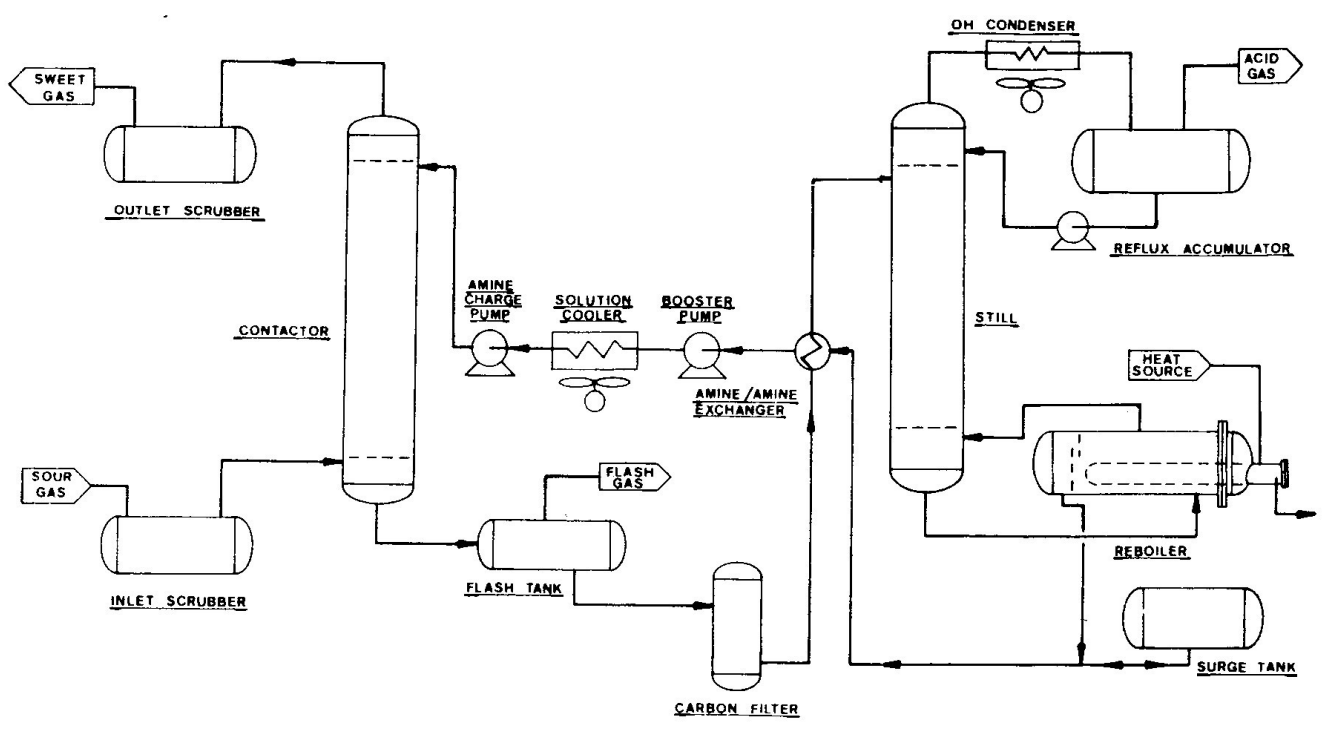 OH CONDENSER
SWEET
GAS
ACID
GAS
OUTLET SCRUBBER
REFLUX ACCUMULATOR
AMINE
CHARGE
PUMP
SOLUTION
COOLER
BOOSTER
PUMP
STILL
CONTACTOR
HEAT
SOURCE
AMINE/AMINE
EXCHANGER
SOUR
GAS
FLASH
GAS
REBOILER
FLASH TANK
INLET SCRUBBER
SURGE TANK
CARBON FILTER